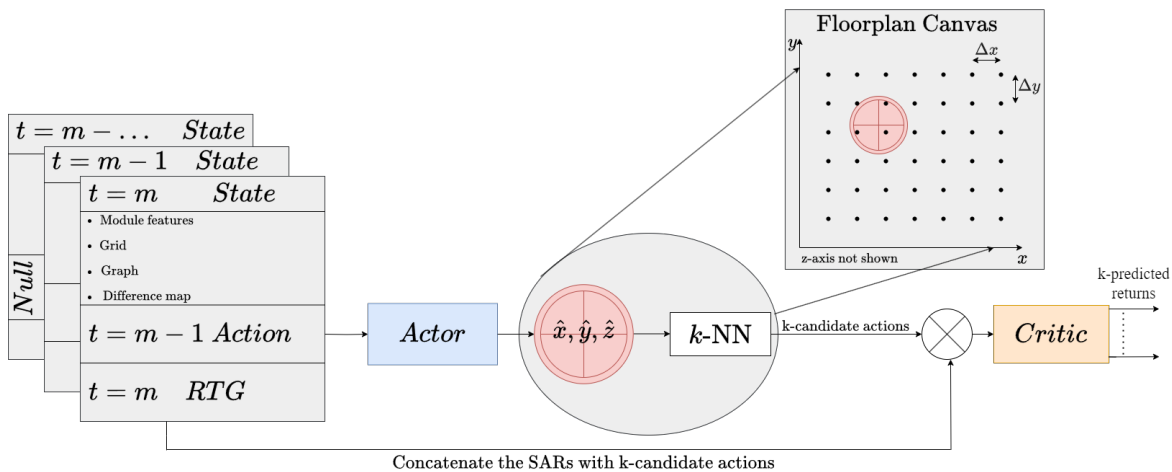 Floorplan Canvas
y
Δx
Δy
z-axis not shown
x
t = m − … State
t = m − 1 State
t = m State
• Module features
• Grid
• Graph
• Difference map
Null
t = m − 1 Action
t = m RTG
Actor
x̂, ŷ, ẑ
k-NN
k-candidate actions
Critic
k-predicted
returns
Concatenate the SARs with k-candidate actions